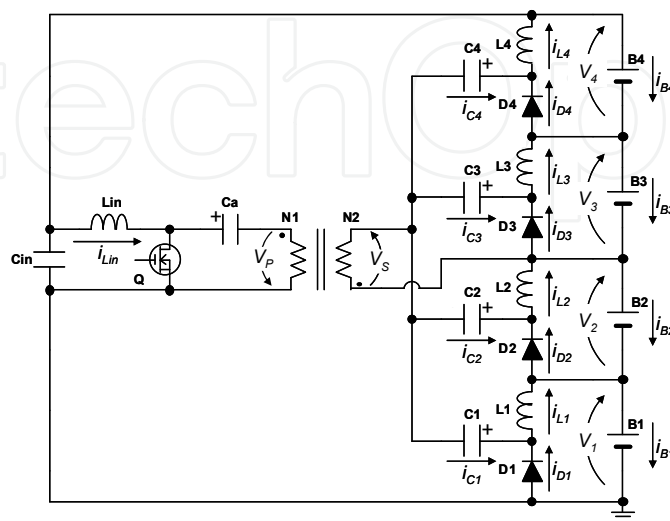 C4 + L4 iL4 V4 B4 iB4
iC4 D4 iD4
C3 + L3 iL3 V3 B3 iB3
iC3 D3 iD3
Lin Ca + N1 N2
Cin iLin Q VP VS
C2 + L2 iL2 V2 B2 iB2
iC2 D2 iD2
C1 + L1 iL1 V1 B1 iB1
iC1 D1 iD1